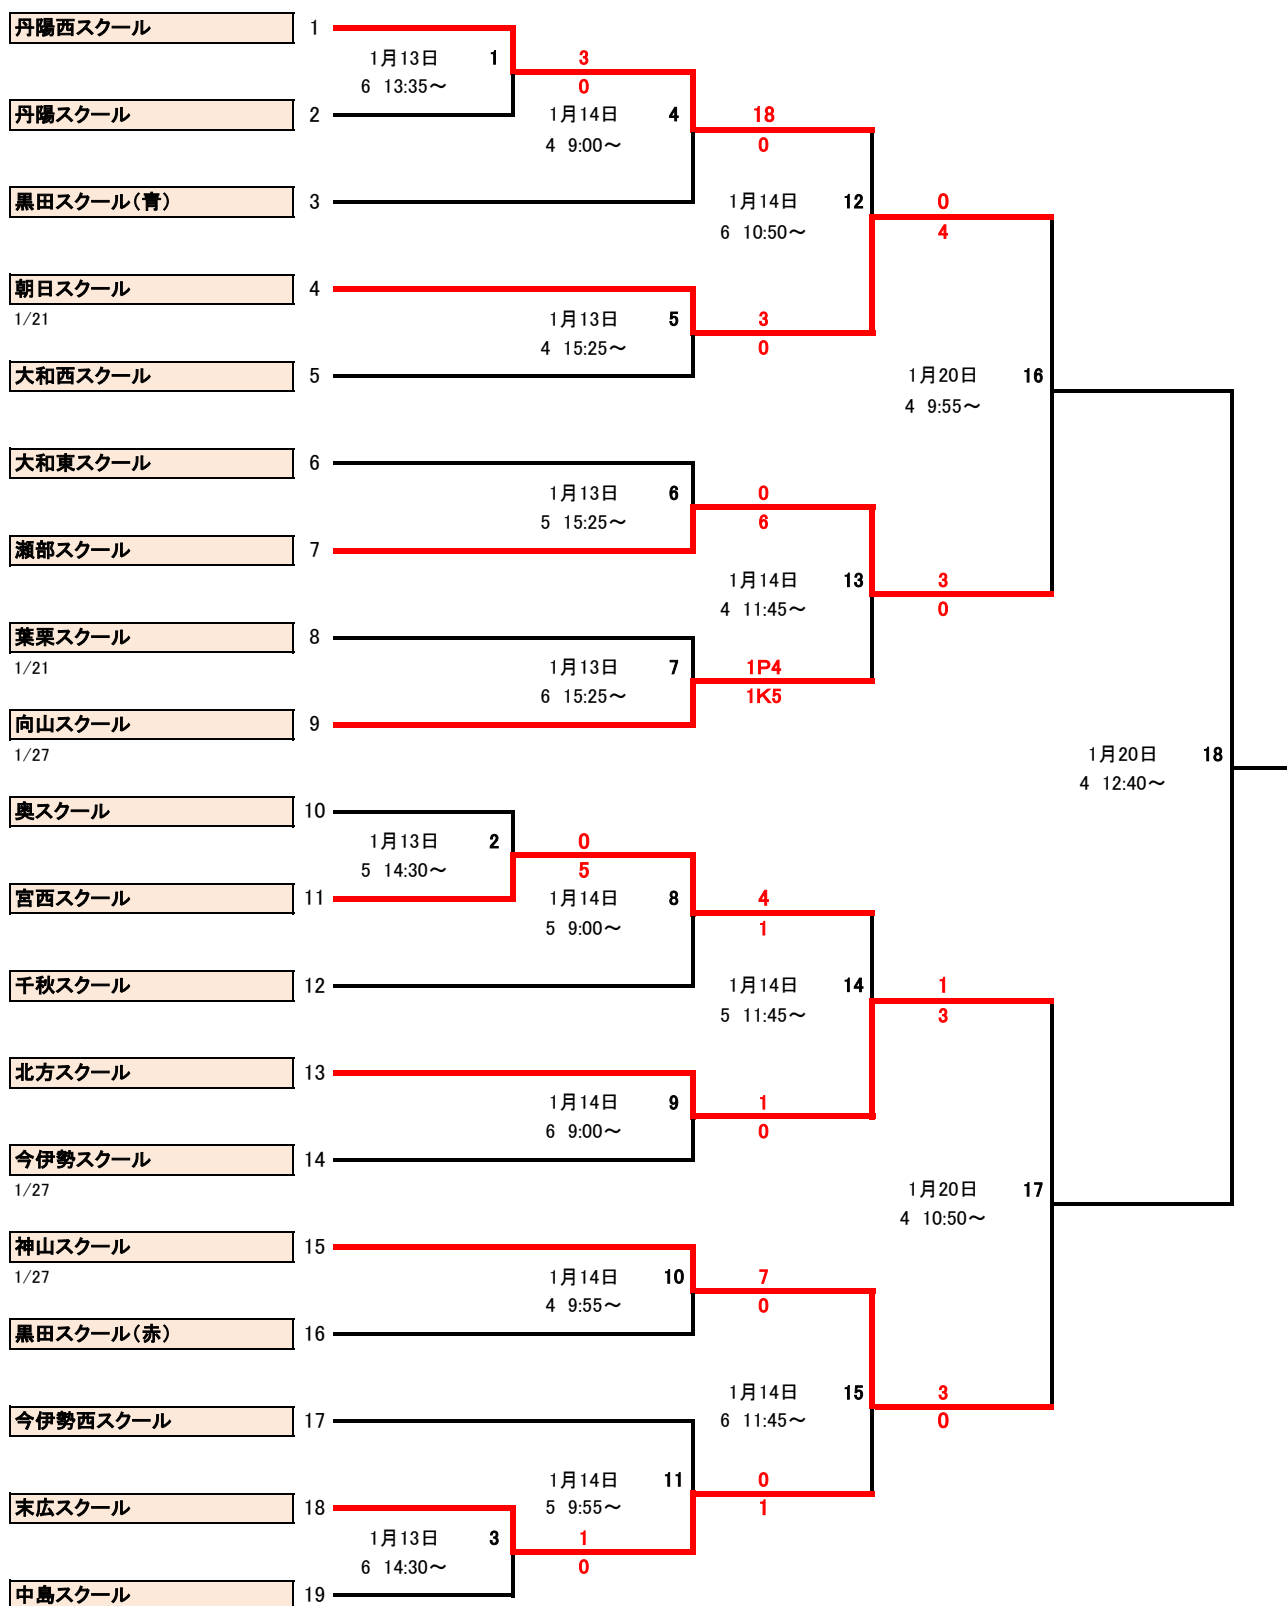 丹陽西スクール 1
1月13日 1 3
6 13:35～ 0
丹陽スクール 2 1月14日 4 18
4 9:00～ 0
黒田スクール（青） 3 1月14日 12 0
6 10:50～ 4
朝日スクール 4
1/21 1月13日 5 3
4 15:25～ 0
大和西スクール 5 1月20日 16
4 9:55～
大和東スクール 6
1月13日 6 0
5 15:25～ 6
瀬部スクール 7
1月14日 13 3
4 11:45～ 0
葉栗スクール 8
1/21 1月13日 7 1P4
6 15:25～ 1K5
向山スクール 9
1/27 1月20日 18
4 12:40～
奥スクール 10
1月13日 2 0
5 14:30～ 5
宮西スクール 11 1月14日 8 4
5 9:00～ 1
千秋スクール 12 1月14日 14 1
5 11:45～ 3
北方スクール 13
1月14日 9 1
6 9:00～ 0
今伊勢スクール 14
1/27 1月20日 17
4 10:50～
神山スクール 15
1/27 1月14日 10 7
4 9:55～ 0
黒田スクール（赤） 16
1月14日 15 3
今伊勢西スクール 17 6 11:45～ 0
1月14日 11 0
末広スクール 18 5 9:55～ 1
1月13日 3 1
6 14:30～ 0
中島スクール 19